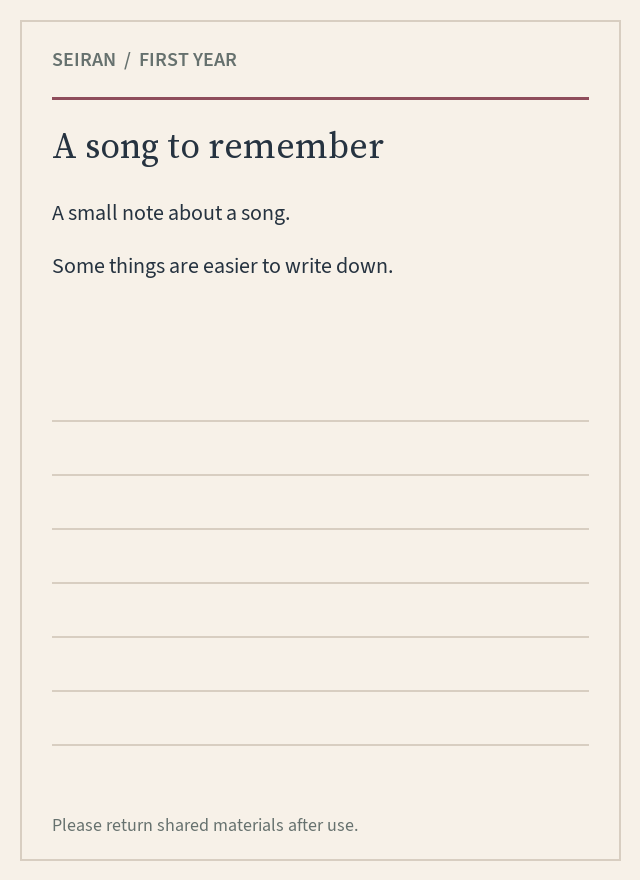 SEIRAN / FIRST YEAR
A song to remember
A small note about a song.
Some things are easier to write down.
Please return shared materials after use.